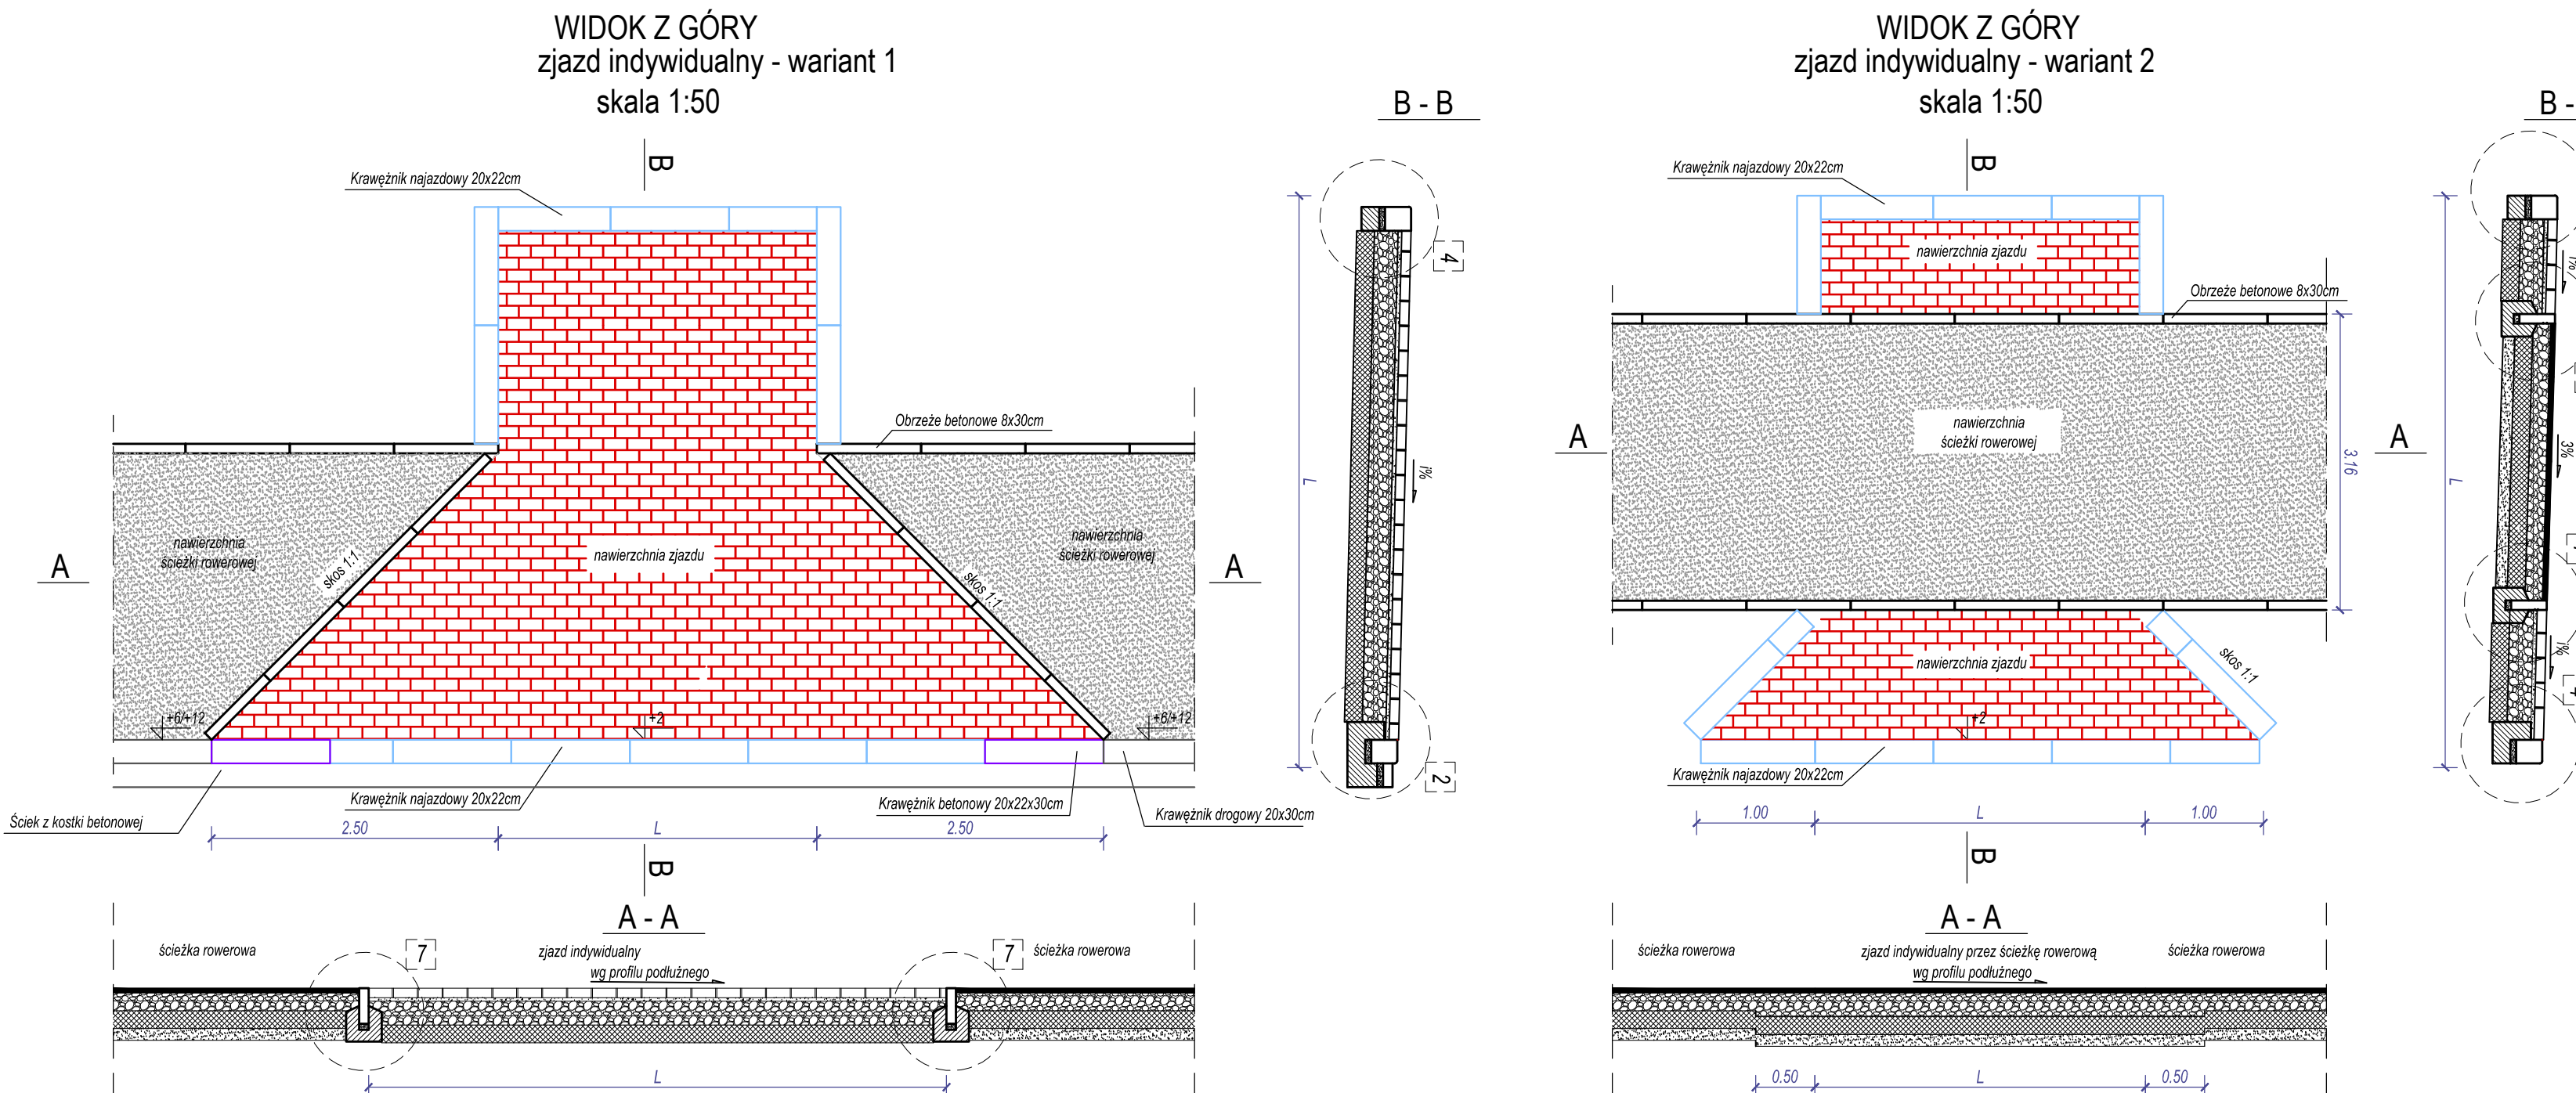 WIDOK Z GÓRY
zjazd indywidualny - wariant 1
skala 1:50
B
Krawężnik najazdowy 20x22cm
Obrzeże betonowe 8x30cm
nawierzchnia
ścieżki rowerowej
skos 1:1
nawierzchnia zjazdu
skos 1:1
nawierzchnia
ścieżki rowerowej
A
A
+6/+12
+2
+6/+12
Ściek z kostki betonowej
Krawężnik najazdowy 20x22cm
Krawężnik betonowy 20x22x30cm
Krawężnik drogowy 20x30cm
2.50
L
2.50
B
A - A
ścieżka rowerowa
7
zjazd indywidualny
wg profilu podłużnego
7
ścieżka rowerowa
L
B - B
4
L
i%
2
WIDOK Z GÓRY
zjazd indywidualny - wariant 2
skala 1:50
B
Krawężnik najazdowy 20x22cm
nawierzchnia zjazdu
Obrzeże betonowe 8x30cm
nawierzchnia
ścieżki rowerowej
A
A
3.16
nawierzchnia zjazdu
skos 1:1
+2
Krawężnik najazdowy 20x22cm
1.00
L
1.00
B
A - A
ścieżka rowerowa
zjazd indywidualny przez ścieżkę rowerową
wg profilu podłużnego
ścieżka rowerowa
0.50
L
0.50
B -
L
3%
i%